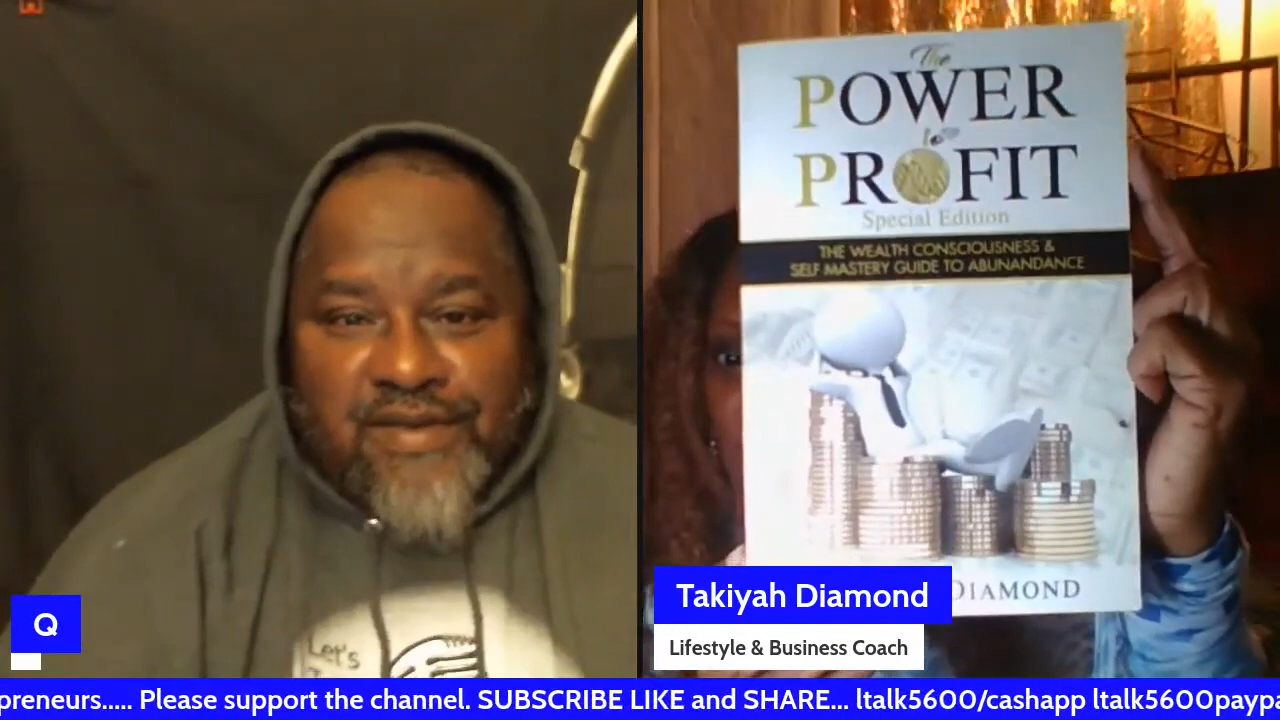 The
POWER
to
PROFIT
Special Edition
THE WEALTH CONSCIOUSNESS &
SELF MASTERY GUIDE TO ABUNANDANCE
DIAMOND
Let's
Q
Takiyah Diamond
Lifestyle & Business Coach
preneurs..... Please support the channel. SUBSCRIBE LIKE and SHARE... ltalk5600/cashapp ltalk5600paypa